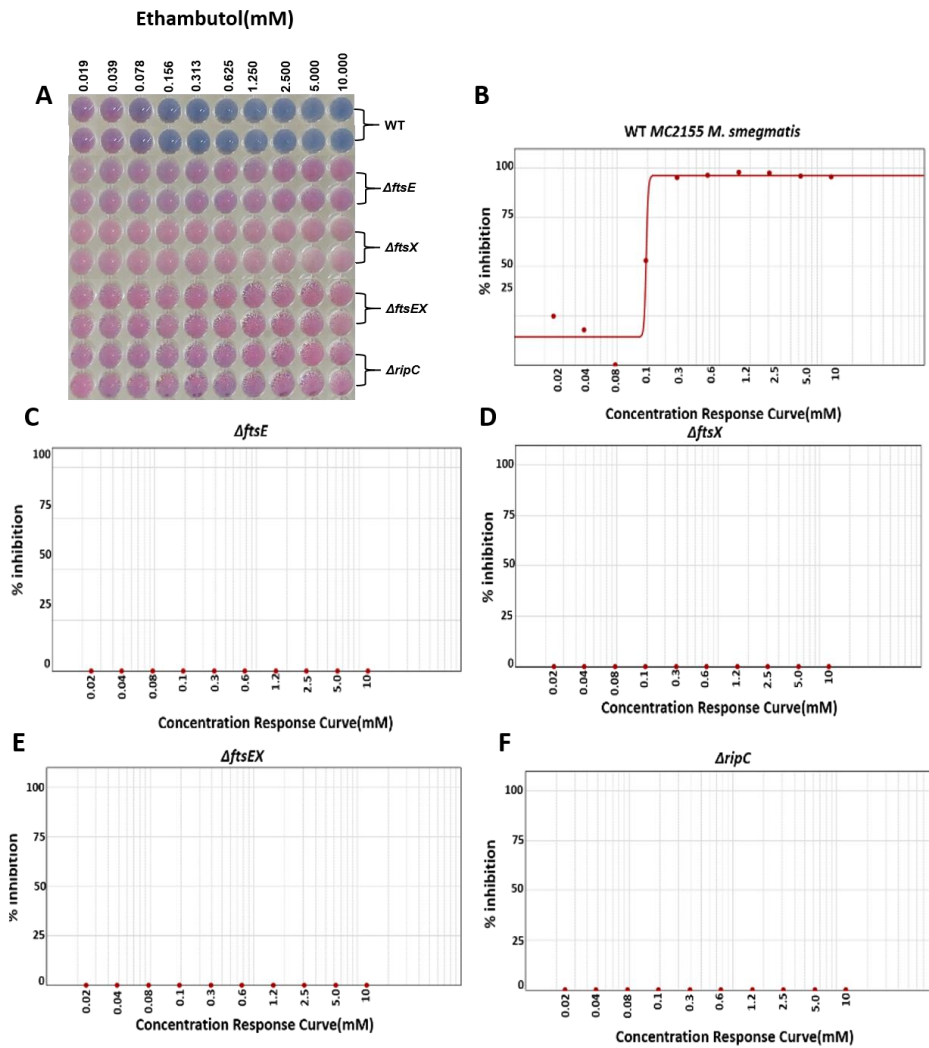 Ethambutol(mM)
0.019 0.039 0.078 0.156 0.313 0.625 1.250 2.500 5.000 10.000
A
WT
ΔftsE
ΔftsX
ΔftsEX
ΔripC
B
WT MC2155 M. smegmatis
100
75
50
25
% inhibition
0.02 0.04 0.08 0.1 0.3 0.6 1.2 2.5 5.0 10
Concentration Response Curve(mM)
C
ΔftsE
100
75
50
25
0
% inhibition
0.02 0.04 0.08 0.1 0.3 0.6 1.2 2.5 5.0 10
Concentration Response Curve(mM)
D
ΔftsX
100
75
50
25
0
% inhibition
0.02 0.04 0.08 0.1 0.3 0.6 1.2 2.5 5.0 10
Concentration Response Curve(mM)
E
ΔftsEX
100
75
50
25
0
% inhibition
0.02 0.04 0.08 0.1 0.3 0.6 1.2 2.5 5.0 10
Concentration Response Curve(mM)
F
ΔripC
100
75
50
25
0
% inhibition
0.02 0.04 0.08 0.1 0.3 0.6 1.2 2.5 5.0 10
Concentration Response Curve(mM)